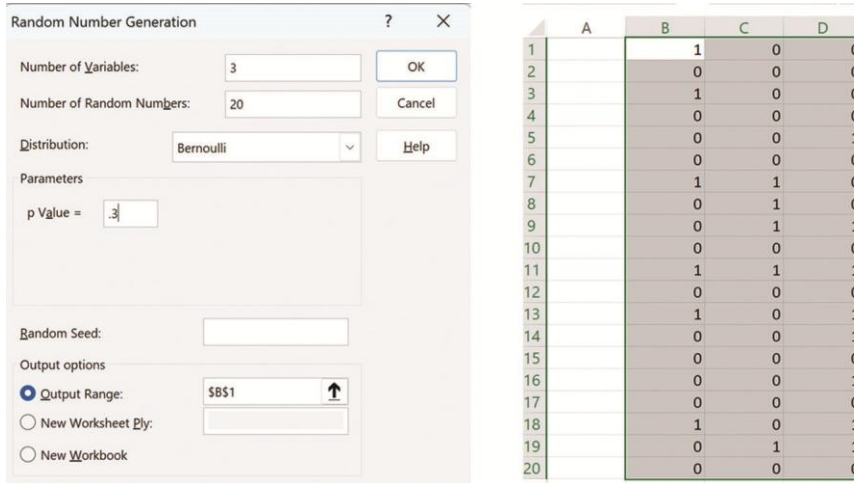 Random Number Generation ? ×
Number of Variables: 3 OK
Number of Random Numbers: 20 Cancel
Distribution: Bernoulli Help
Parameters
p Value = .3
Random Seed:
Output options
Output Range: $B$1
New Worksheet Ply:
New Workbook
A B C D
1 1 0
2 0 0
3 1 0
4 0 0
5 0 0
6 0 0
7 1 1
8 0 1
9 0 1
10 0 0
11 1 1
12 0 0
13 1 0
14 0 0
15 0 0
16 0 0
17 0 0
18 1 0
19 0 1
20 0 0